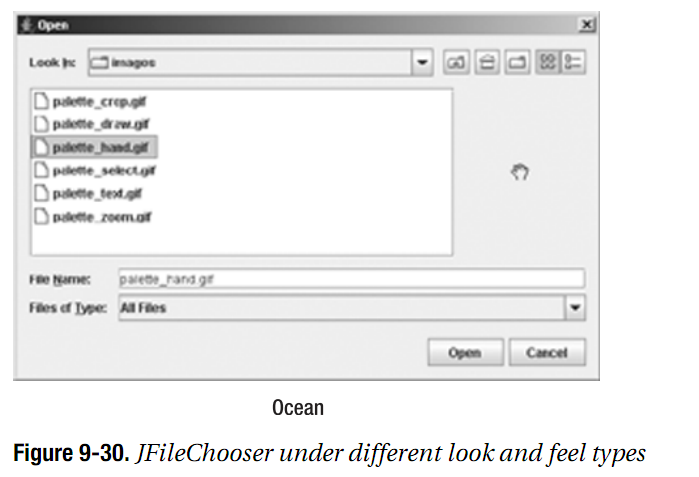 Open
Look In: images
palette_crop.gif
palette_draw.gif
palette_hand.gif
palette_select.gif
palette_text.gif
palette_zoom.gif
File Name: palette_hand.gif
Files of Type: All Files
Open Cancel
Ocean
Figure 9-30. JFileChooser under different look and feel types